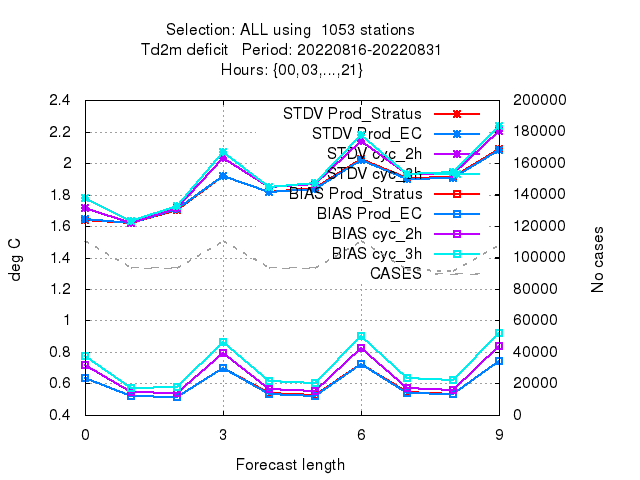 Selection: ALL using  1053 stations
Td2m deficit   Period: 20220816-20220831
Hours: {00,03,...,21}
2.4
2.2
2
1.8
1.6
1.4
1.2
1
0.8
0.6
0.4
200000
180000
160000
140000
120000
100000
80000
60000
40000
20000
0
STDV Prod_Stratus
STDV Prod_EC
STDV cyc_2h
STDV cyc_3h
BIAS Prod_Stratus
BIAS Prod_EC
BIAS cyc_2h
BIAS cyc_3h
CASES
deg C
No cases
0 3 6 9
Forecast length